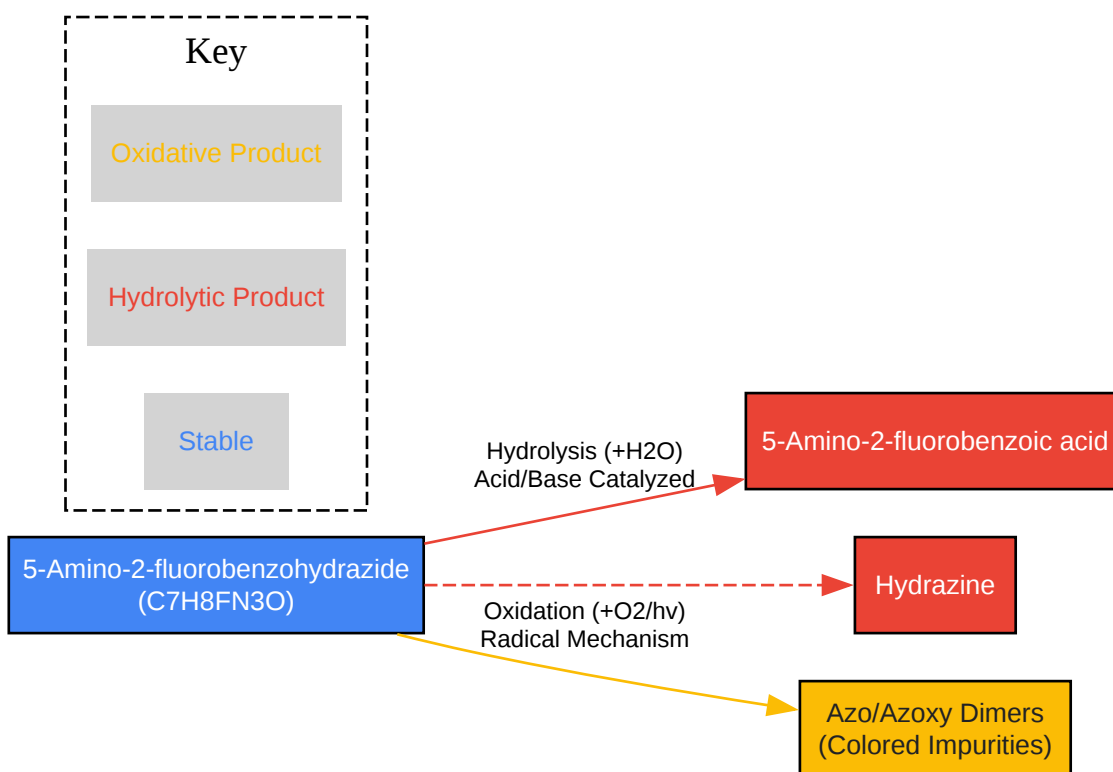 Key
Oxidative Product
Hydrolytic Product
Stable
Hydrolysis (+H2O)
Acid/Base Catalyzed
5-Amino-2-fluorobenzoic acid
5-Amino-2-fluorobenzohydrazide
(C7H8FN3O)
Hydrazine
Oxidation (+O2/hv)
Radical Mechanism
Azo/Azoxy Dimers
(Colored Impurities)